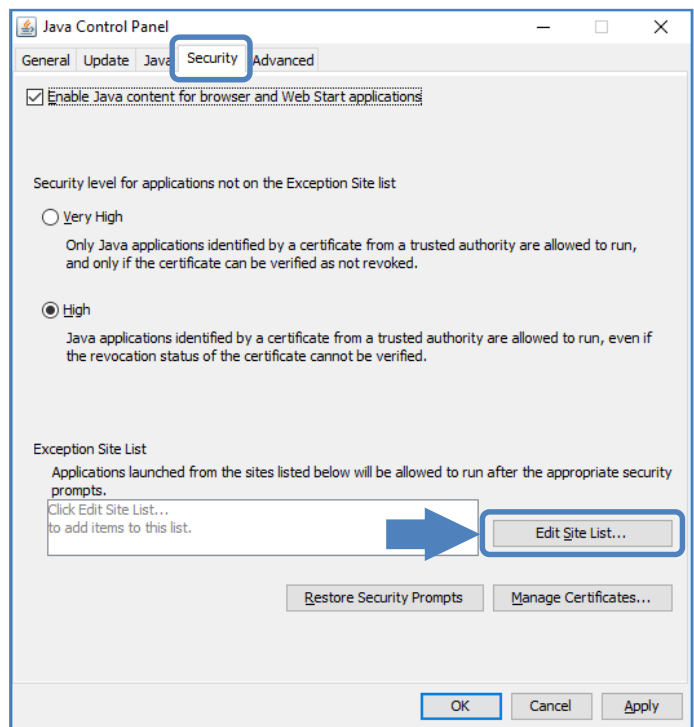 Java Control Panel
General Update Java Security Advanced
Enable Java content for browser and Web Start applications
Security level for applications not on the Exception Site list
Very High
Only Java applications identified by a certificate from a trusted authority are allowed to run,
and only if the certificate can be verified as not revoked.
High
Java applications identified by a certificate from a trusted authority are allowed to run, even if
the revocation status of the certificate cannot be verified.
Exception Site List
Applications launched from the sites listed below will be allowed to run after the appropriate security
prompts.
Click Edit Site List...
to add items to this list.
Edit Site List...
Restore Security Prompts Manage Certificates...
OK Cancel Apply